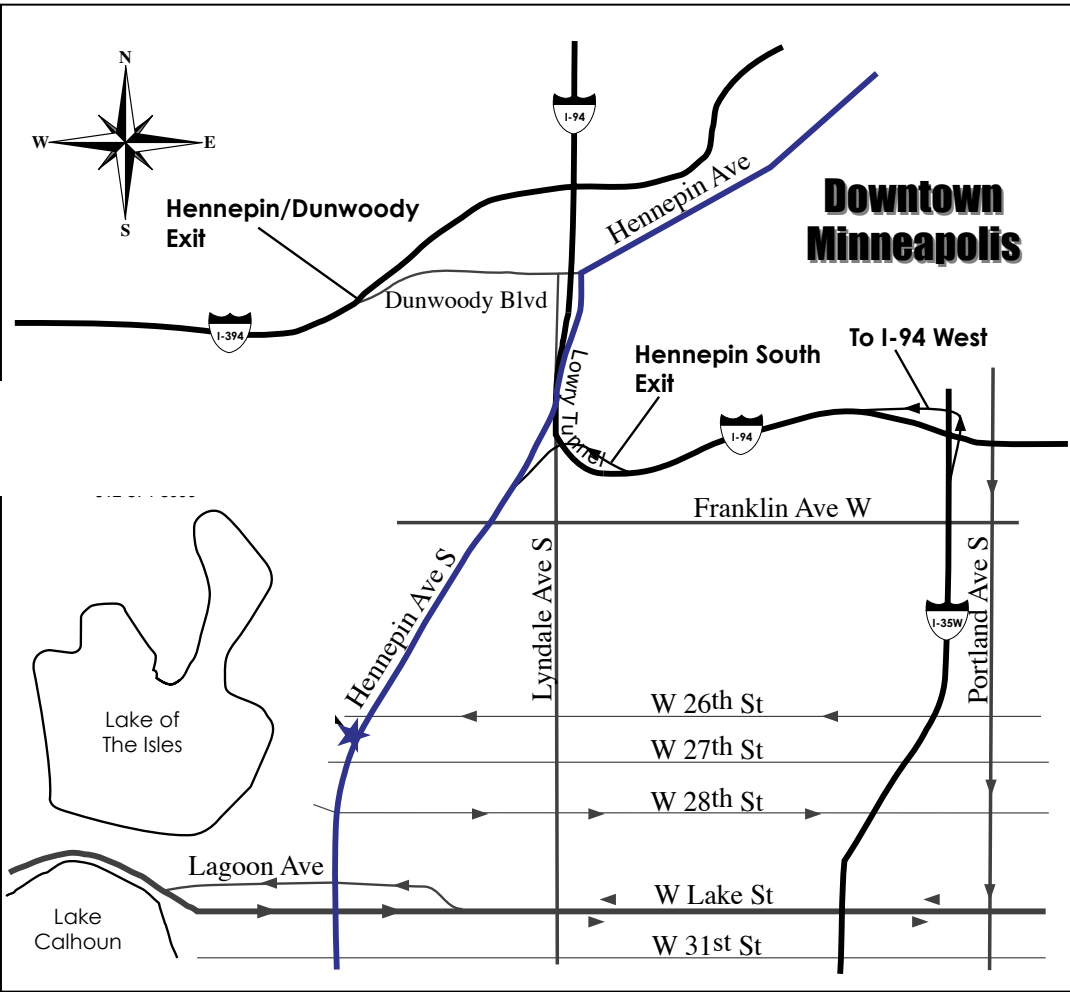 N
W
E
S
I-94
Hennepin Ave
Downtown
Minneapolis
Hennepin/Dunwoody
Exit
Dunwoody Blvd
I-394
Lowry Tunnel
Hennepin South
Exit
To I-94 West
I-94
Franklin Ave W
Hennepin Ave S
Lyndale Ave S
Portland Ave S
I-35W
Lake of
The Isles
W 26th St
W 27th St
W 28th St
Lagoon Ave
W Lake St
Lake
Calhoun
W 31st St